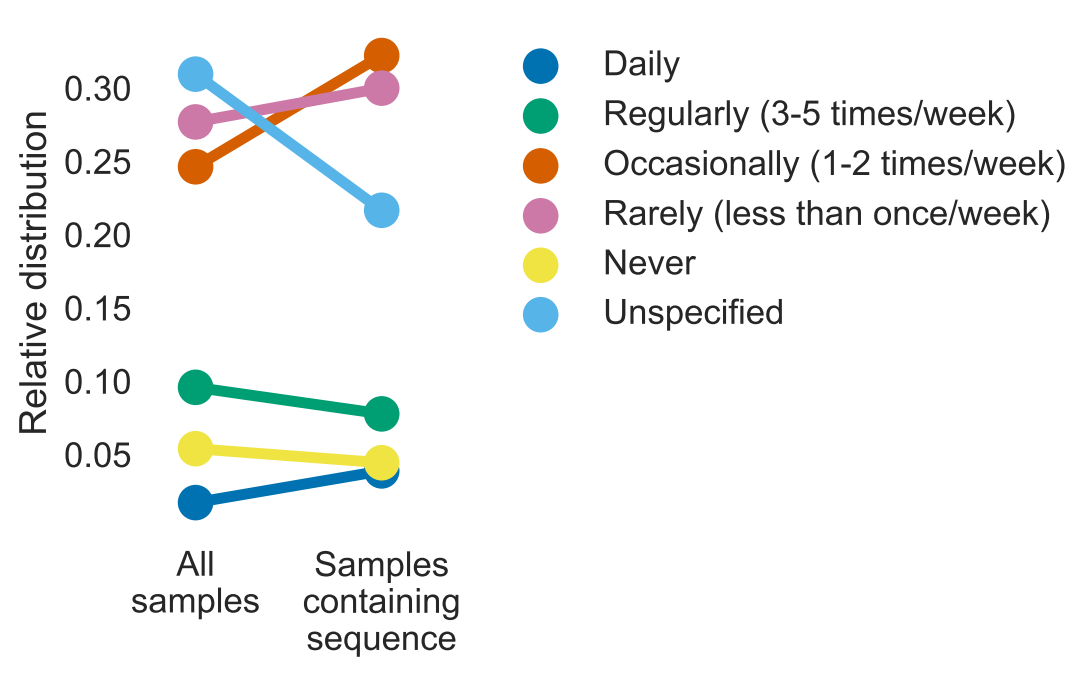 Relative distribution
0.30
0.25
0.20
0.15
0.10
0.05
All
samples
Samples
containing
sequence
Daily
Regularly (3-5 times/week)
Occasionally (1-2 times/week)
Rarely (less than once/week)
Never
Unspecified